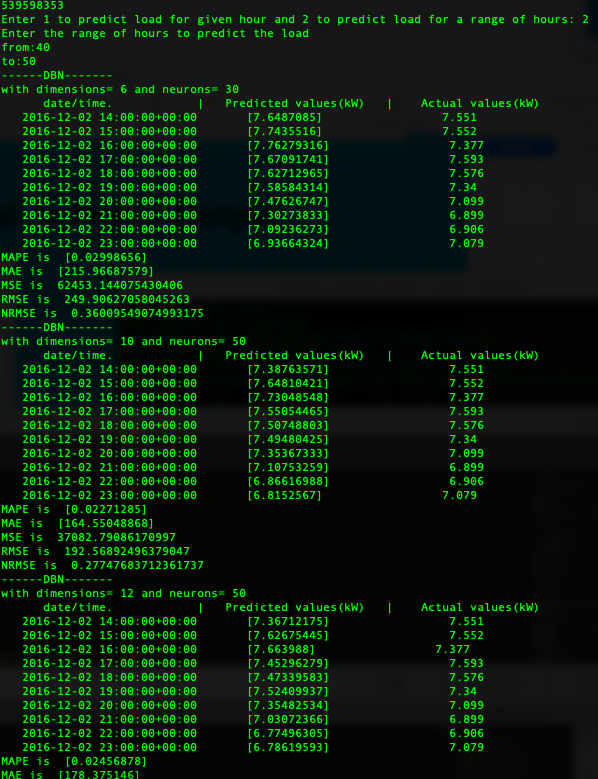 539598353
Enter 1 to predict load for given hour and 2 to predict load for a range of hours: 2
Enter the range of hours to predict the load
from:40
to:50
------DBN-------
with dimensions= 6 and neurons= 30
date/time. | Predicted values(kW) | Actual values(kW)
2016-12-02 14:00:00+00:00 [7.6487085] 7.551
2016-12-02 15:00:00+00:00 [7.7435516] 7.552
2016-12-02 16:00:00+00:00 [7.76279316] 7.377
2016-12-02 17:00:00+00:00 [7.67091741] 7.593
2016-12-02 18:00:00+00:00 [7.62712965] 7.576
2016-12-02 19:00:00+00:00 [7.58584314] 7.34
2016-12-02 20:00:00+00:00 [7.47626747] 7.099
2016-12-02 21:00:00+00:00 [7.30273833] 6.899
2016-12-02 22:00:00+00:00 [7.09236273] 6.906
2016-12-02 23:00:00+00:00 [6.93664324] 7.079
MAPE is [0.02998656]
MAE is [215.96687579]
MSE is 62453.144075430406
RMSE is 249.90627058045263
NRMSE is 0.36009549074993175
------DBN-------
with dimensions= 10 and neurons= 50
date/time. | Predicted values(kW) | Actual values(kW)
2016-12-02 14:00:00+00:00 [7.38763571] 7.551
2016-12-02 15:00:00+00:00 [7.64810421] 7.552
2016-12-02 16:00:00+00:00 [7.73048548] 7.377
2016-12-02 17:00:00+00:00 [7.55054465] 7.593
2016-12-02 18:00:00+00:00 [7.50748803] 7.576
2016-12-02 19:00:00+00:00 [7.49480425] 7.34
2016-12-02 20:00:00+00:00 [7.35367333] 7.099
2016-12-02 21:00:00+00:00 [7.10753259] 6.899
2016-12-02 22:00:00+00:00 [6.86616988] 6.906
2016-12-02 23:00:00+00:00 [6.8152567] 7.079
MAPE is [0.02271285]
MAE is [164.55048868]
MSE is 37082.79086170997
RMSE is 192.56892496379047
NRMSE is 0.27747683712361737
------DBN-------
with dimensions= 12 and neurons= 50
date/time. | Predicted values(kW) | Actual values(kW)
2016-12-02 14:00:00+00:00 [7.36712175] 7.551
2016-12-02 15:00:00+00:00 [7.62675445] 7.552
2016-12-02 16:00:00+00:00 [7.663988] 7.377
2016-12-02 17:00:00+00:00 [7.45296279] 7.593
2016-12-02 18:00:00+00:00 [7.47339583] 7.576
2016-12-02 19:00:00+00:00 [7.52409937] 7.34
2016-12-02 20:00:00+00:00 [7.35482534] 7.099
2016-12-02 21:00:00+00:00 [7.03072366] 6.899
2016-12-02 22:00:00+00:00 [6.77496305] 6.906
2016-12-02 23:00:00+00:00 [6.78619593] 7.079
MAPE is [0.02456878]
MAE is [178.375146]